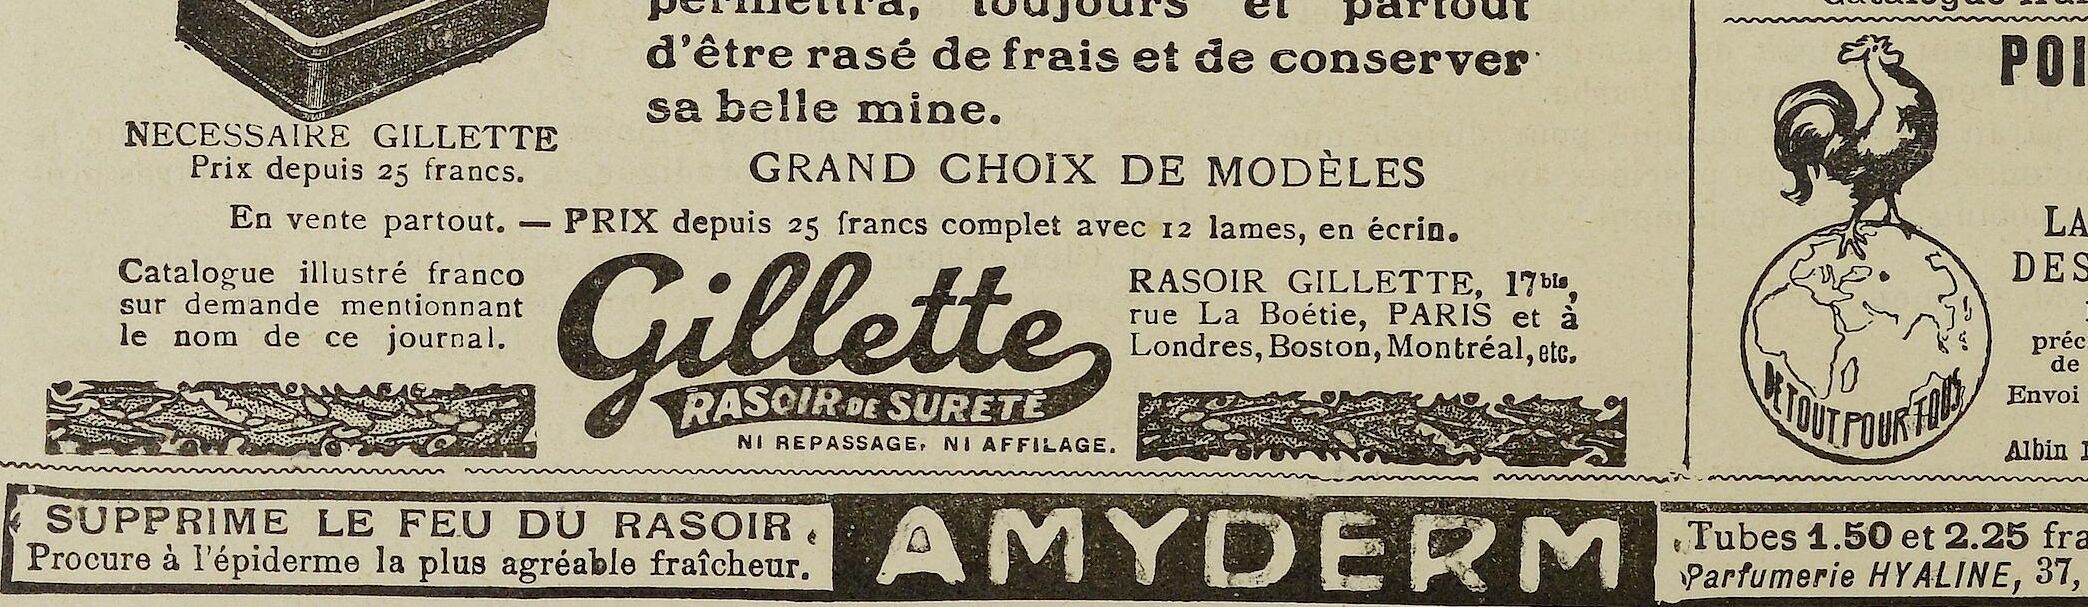 permettra, toujours et partout
d'être rasé de frais et de conserver
sa belle mine.
NECESSAIRE GILLETTE
Prix depuis 25 francs.
GRAND CHOIX DE MODÈLES
En vente partout. — PRIX depuis 25 francs complet avec 12 lames, en écrin.
Catalogue illustré franco
sur demande mentionnant
le nom de ce journal.
Gillette
RASOIR DE SURETÉ
NI REPASSAGE, NI AFFILAGE.
RASOIR GILLETTE, 17bis,
rue La Boétie, PARIS et à
Londres, Boston, Montréal, etc.
Catalogue
POI
LA
DES
préc
de
Envoi
Albin
DE TOUT POUR TOUS
SUPPRIME LE FEU DU RASOIR
Procure à l'épiderme la plus agréable fraîcheur.
AMYDERM
Tubes 1.50 et 2.25 fra
Parfumerie HYALINE, 37,